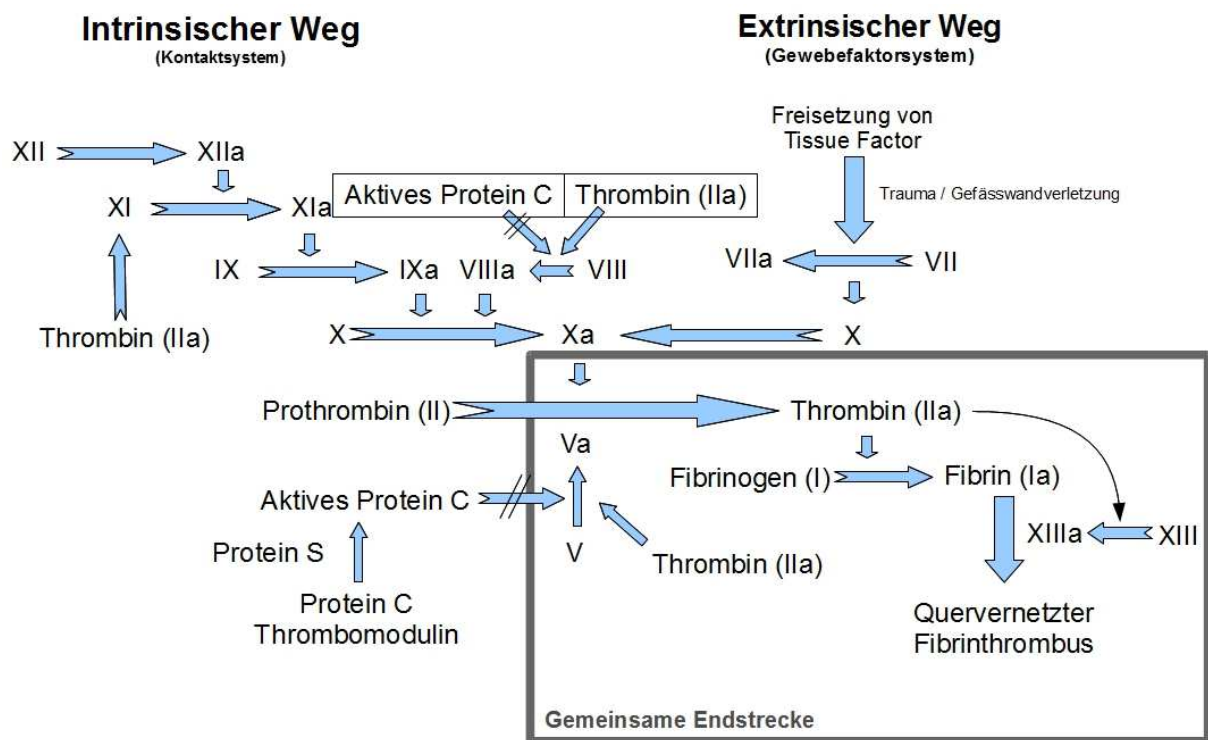 Intrinsischer Weg
(Kontaktsystem)
Extrinsischer Weg
(Gewebefaktorsystem)
Freisetzung von
Tissue Factor
Trauma / Gefässwandverletzung
XII
XIIa
XI
XIa
Aktives Protein C
Thrombin (IIa)
IX
IXa
VIIIa
VIII
VIIa
VII
Thrombin (IIa)
X
Xa
X
Prothrombin (II)
Thrombin (IIa)
Va
Fibrinogen (I)
Fibrin (Ia)
Aktives Protein C
Protein S
V
Thrombin (IIa)
XIIIa
XIII
Protein C
Thrombomodulin
Quervernetzter
Fibrinthrombus
Gemeinsame Endstrecke